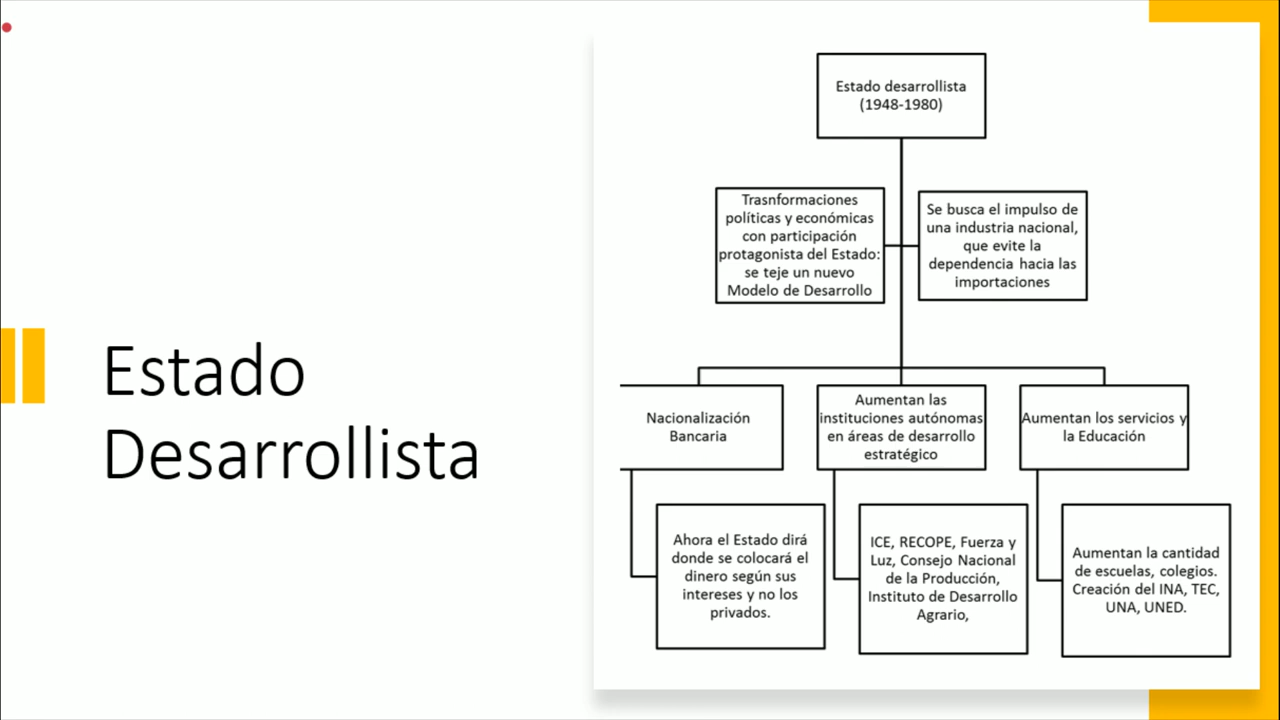 Estado
Desarrollista
Estado desarrollista
(1948-1980)
Trasnformaciones
políticas y económicas
con participación
protagonista del Estado:
se teje un nuevo
Modelo de Desarrollo
Se busca el impulso de
una industria nacional,
que evite la
dependencia hacia las
importaciones
Nacionalización
Bancaria
Aumentan las
instituciones autónomas
en áreas de desarrollo
estratégico
Aumentan los servicios y
la Educación
Ahora el Estado dirá
donde se colocará el
dinero según sus
intereses y no los
privados.
ICE, RECOPE, Fuerza y
Luz, Consejo Nacional
de la Producción,
Instituto de Desarrollo
Agrario,
Aumentan la cantidad
de escuelas, colegios.
Creación del INA, TEC,
UNA, UNED.